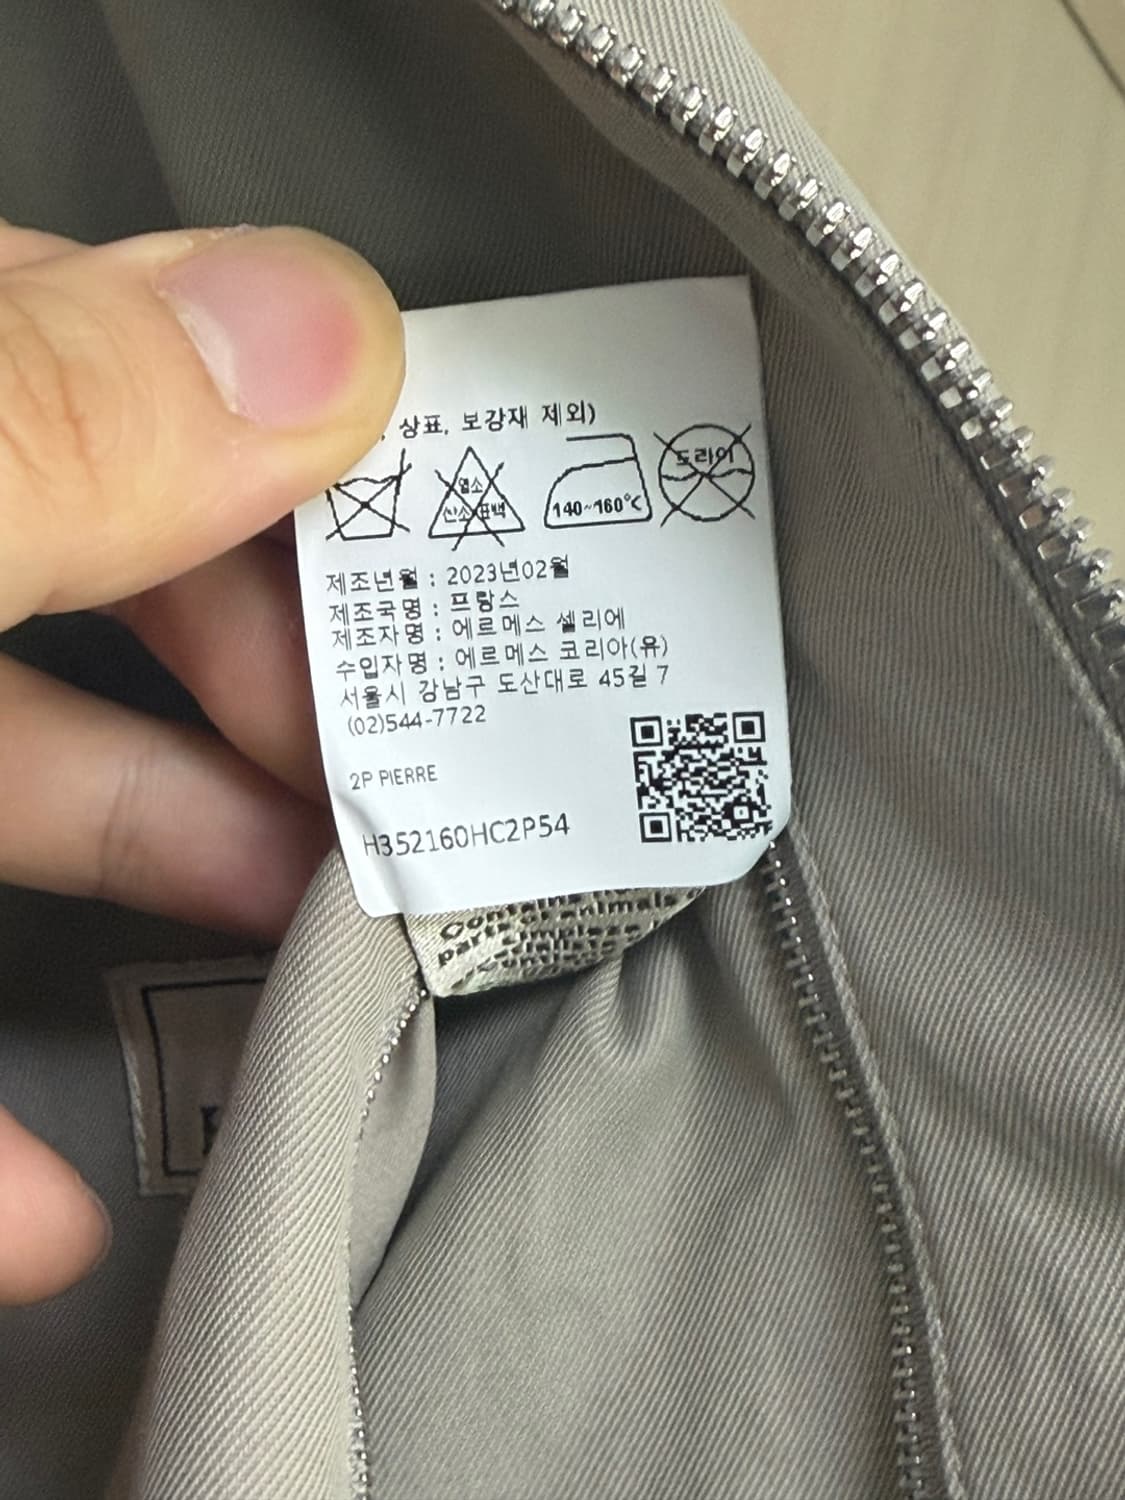 상표, 보강재 제외)
염소
산소 표백
140~160℃
드라이
제조년월 : 2023년02월
제조국명 : 프랑스
제조자명 : 에르메스 셀리에
수입자명 : 에르메스 코리아(유)
서울시 강남구 도산대로 45길 7
(02)544-7722
2P PIERRE
H352160HC2P54
parts of animals